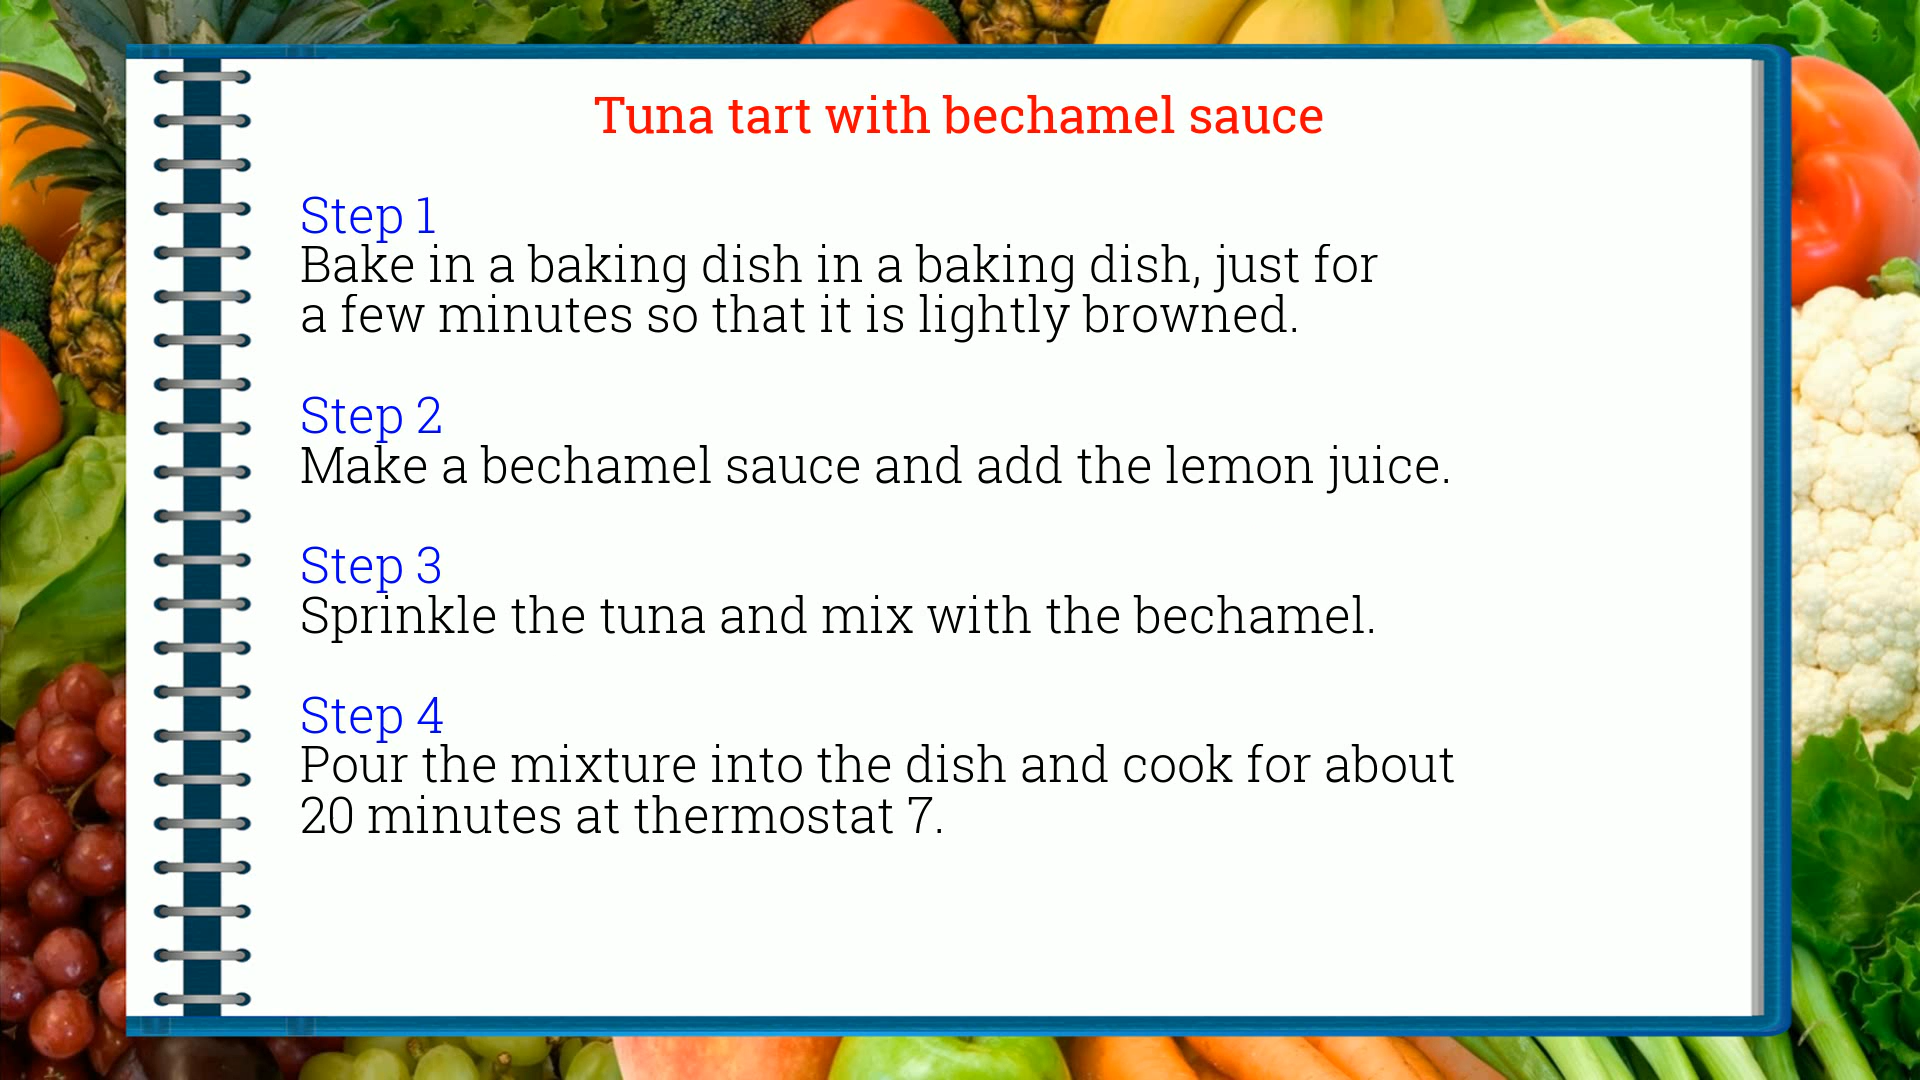 Tuna tart with bechamel sauce
Step 1
Bake in a baking dish in a baking dish, just for
a few minutes so that it is lightly browned.
Step 2
Make a bechamel sauce and add the lemon juice.
Step 3
Sprinkle the tuna and mix with the bechamel.
Step 4
Pour the mixture into the dish and cook for about
20 minutes at thermostat 7.